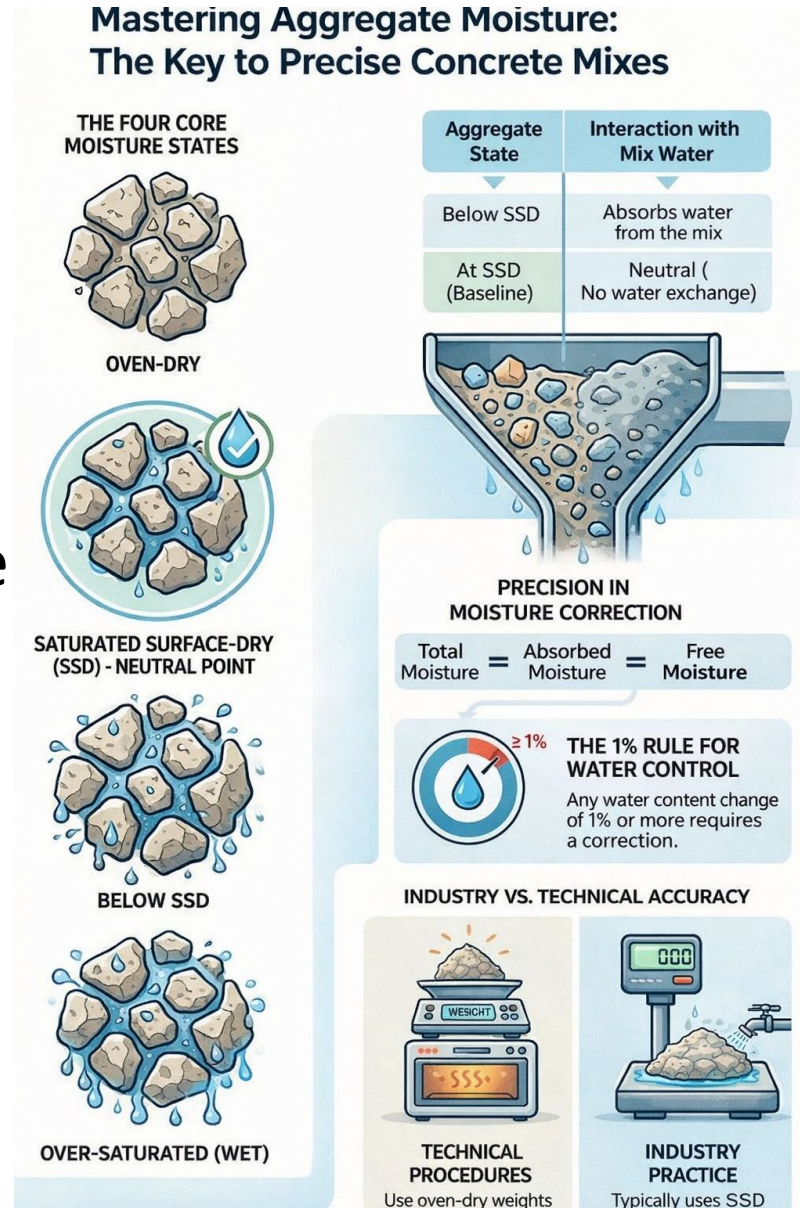 Mastering Aggregate Moisture:
The Key to Precise Concrete Mixes
THE FOUR CORE
MOISTURE STATES
OVEN-DRY
SATURATED SURFACE-DRY
(SSD) - NEUTRAL POINT
BELOW SSD
OVER-SATURATED (WET)
e
Aggregate State
Interaction with Mix Water
Below SSD
Absorbs water
from the mix
At SSD
(Baseline)
Neutral (
No water exchange)
PRECISION IN
MOISTURE CORRECTION
Total Moisture = Absorbed Moisture = Free Moisture
≥1%
THE 1% RULE FOR
WATER CONTROL
Any water content change
of 1% or more requires
a correction.
INDUSTRY VS. TECHNICAL ACCURACY
WESIGHT
TECHNICAL
PROCEDURES
Use oven-dry weights
000
INDUSTRY
PRACTICE
Typically uses SSD